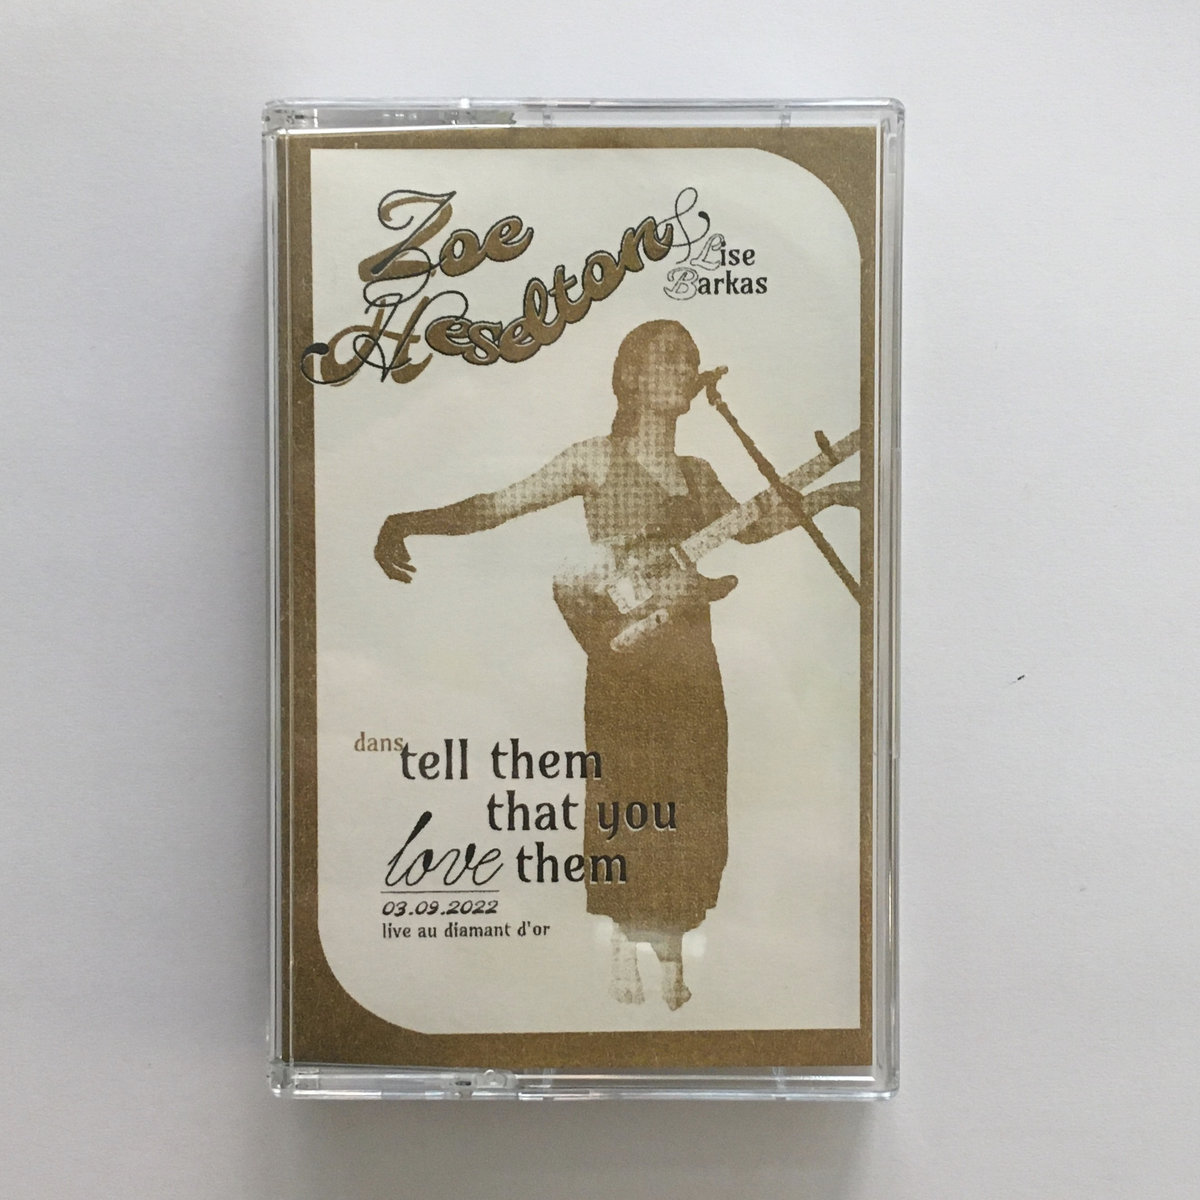 Zoe
Heselton &
Lise
Barkas
dans
tell them
that you
love them
03.09.2022
live au diamant d'or